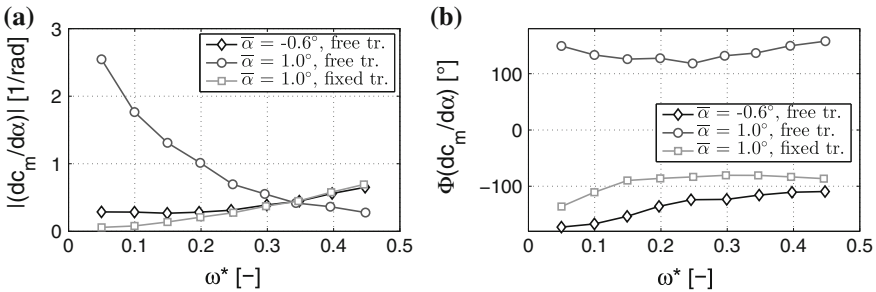 (a)
|(dc_m/dα)| [1/rad]
3
2
1
0
0 0.1 0.2 0.3 0.4 0.5
ω* [−]
α̅ = -0.6°, free tr.
α̅ = 1.0°, free tr.
α̅ = 1.0°, fixed tr.
(b)
Φ(dc_m/dα) [°]
100
0
−100
0 0.1 0.2 0.3 0.4 0.5
ω* [−]
α̅ = -0.6°, free tr.
α̅ = 1.0°, free tr.
α̅ = 1.0°, fixed tr.